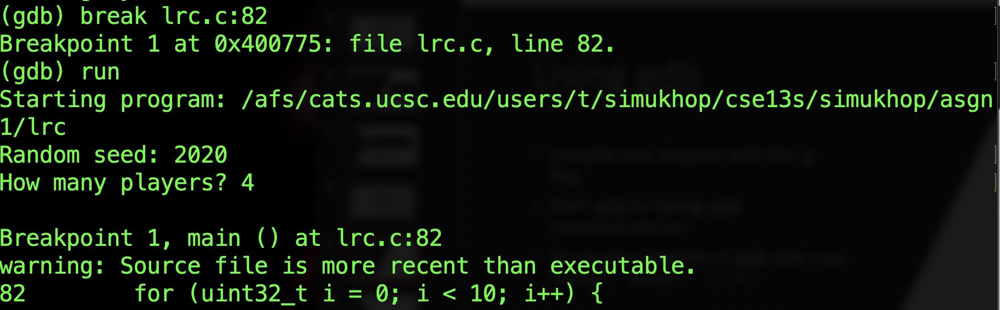 (gdb) break lrc.c:82
Breakpoint 1 at 0x400775: file lrc.c, line 82.
(gdb) run
Starting program: /afs/cats.ucsc.edu/users/t/simukhop/cse13s/simukhop/asgn
1/lrc
Random seed: 2020
How many players? 4
Breakpoint 1, main () at lrc.c:82
warning: Source file is more recent than executable.
82        for (uint32_t i = 0; i < 10; i++) {
Using gdb